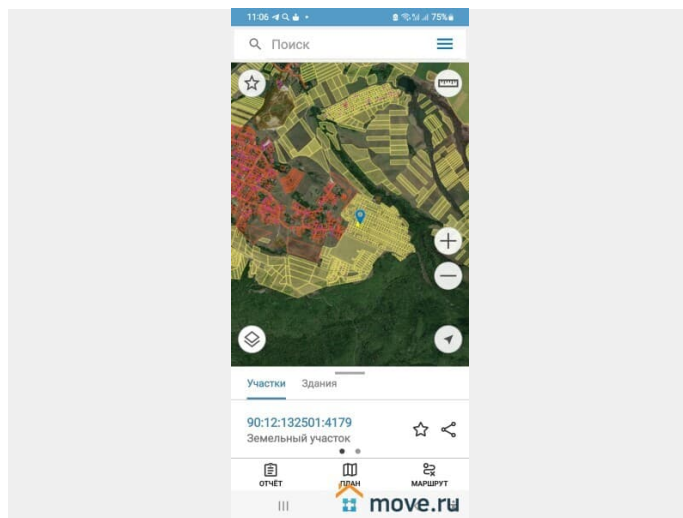 11:06
75%
Поиск
Участки Здания
90:12:132501:4179
Земельный участок
ОТЧЁТ ПЛАН МАРШРУТ
move.ru